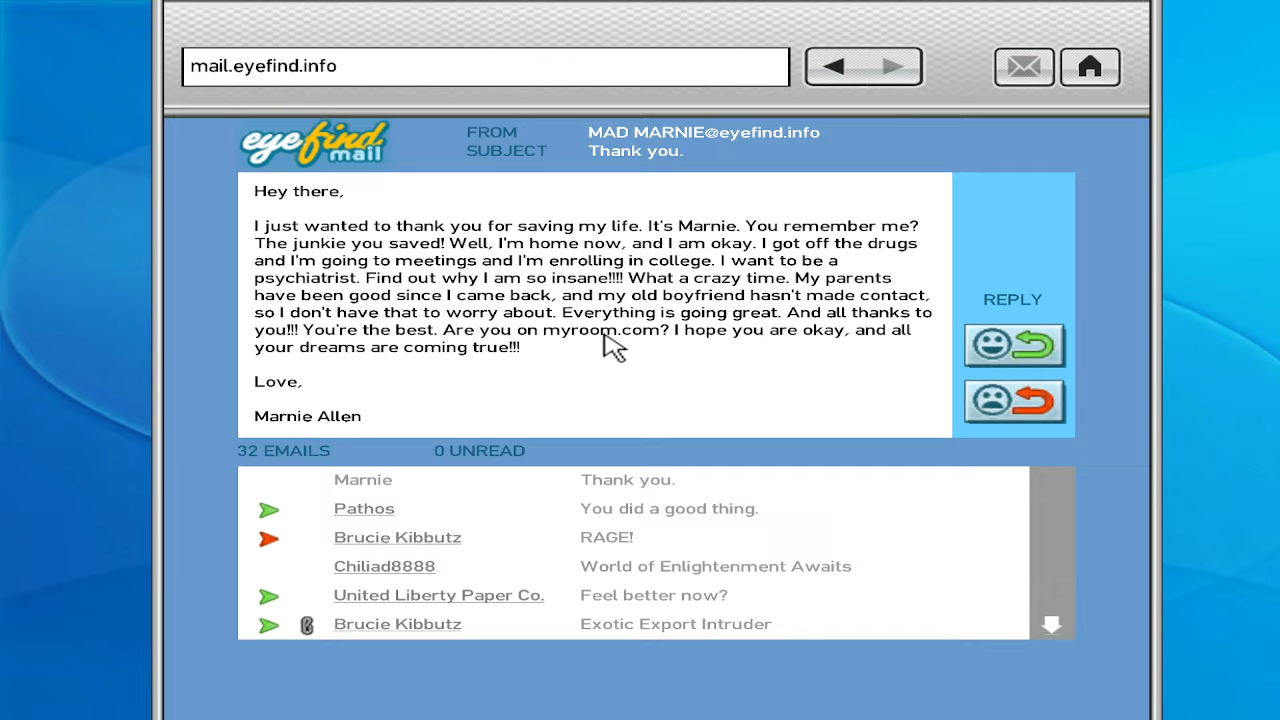 mail.eyefind.info
eyefind mail
FROM MAD MARNIE@eyefind.info
SUBJECT Thank you.
Hey there,
I just wanted to thank you for saving my life. It's Marnie. You remember me?
The junkie you saved! Well, I'm home now, and I am okay. I got off the drugs
and I'm going to meetings and I'm enrolling in college. I want to be a
psychiatrist. Find out why I am so insane!!!! What a crazy time. My parents
have been good since I came back, and my old boyfriend hasn't made contact,
so I don't have that to worry about. Everything is going great. And all thanks to
you!!! You're the best. Are you on myroom.com? I hope you are okay, and all
your dreams are coming true!!!
Love,
Marnie Allen
REPLY
32 EMAILS 0 UNREAD
Marnie Thank you.
Pathos You did a good thing.
Brucie Kibbutz RAGE!
Chiliad8888 World of Enlightenment Awaits
United Liberty Paper Co. Feel better now?
Brucie Kibbutz Exotic Export Intruder